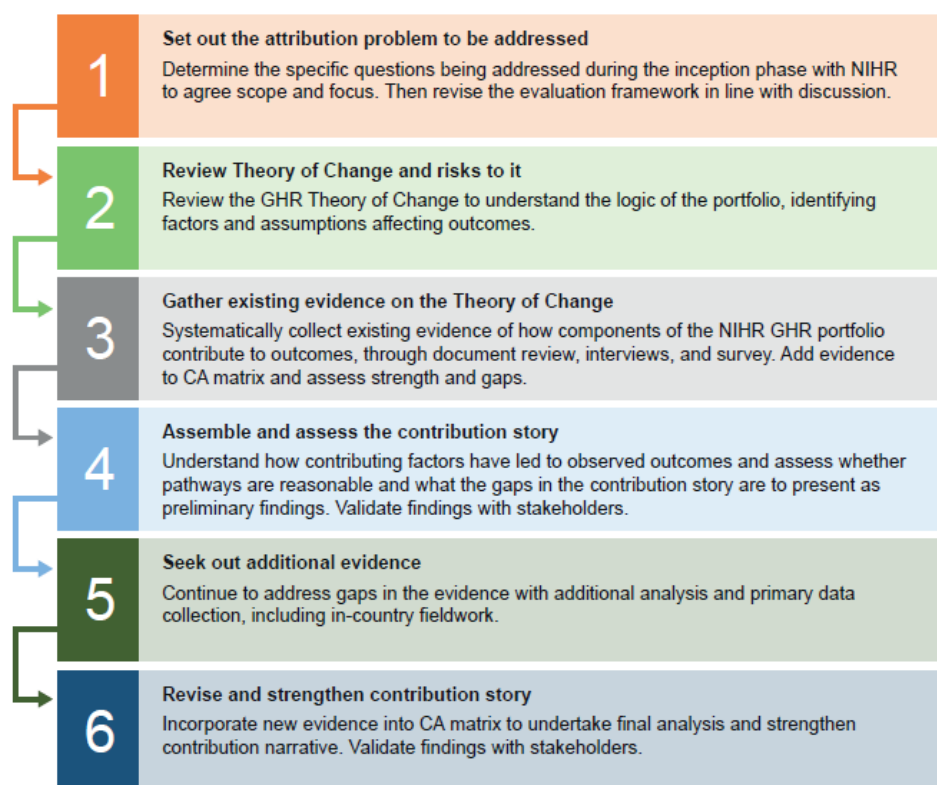 1
Set out the attribution problem to be addressed
Determine the specific questions being addressed during the inception phase with NIHR
to agree scope and focus. Then revise the evaluation framework in line with discussion.
2
Review Theory of Change and risks to it
Review the GHR Theory of Change to understand the logic of the portfolio, identifying
factors and assumptions affecting outcomes.
3
Gather existing evidence on the Theory of Change
Systematically collect existing evidence of how components of the NIHR GHR portfolio
contribute to outcomes, through document review, interviews, and survey. Add evidence
to CA matrix and assess strength and gaps.
4
Assemble and assess the contribution story
Understand how contributing factors have led to observed outcomes and assess whether
pathways are reasonable and what the gaps in the contribution story are to present as
preliminary findings. Validate findings with stakeholders.
5
Seek out additional evidence
Continue to address gaps in the evidence with additional analysis and primary data
collection, including in-country fieldwork.
6
Revise and strengthen contribution story
Incorporate new evidence into CA matrix to undertake final analysis and strengthen
contribution narrative. Validate findings with stakeholders.